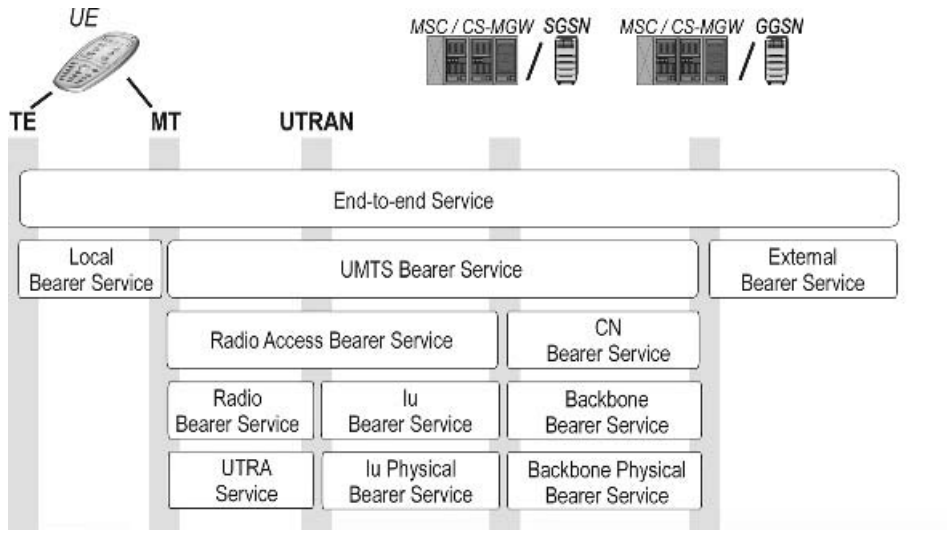 UE
MSC / CS-MGW SGSN
MSC / CS-MGW GGSN
TE
MT
UTRAN
End-to-end Service
Local
Bearer Service
UMTS Bearer Service
External
Bearer Service
Radio Access Bearer Service
CN
Bearer Service
Radio
Bearer Service
Iu
Bearer Service
Backbone
Bearer Service
UTRA
Service
Iu Physical
Bearer Service
Backbone Physical
Bearer Service